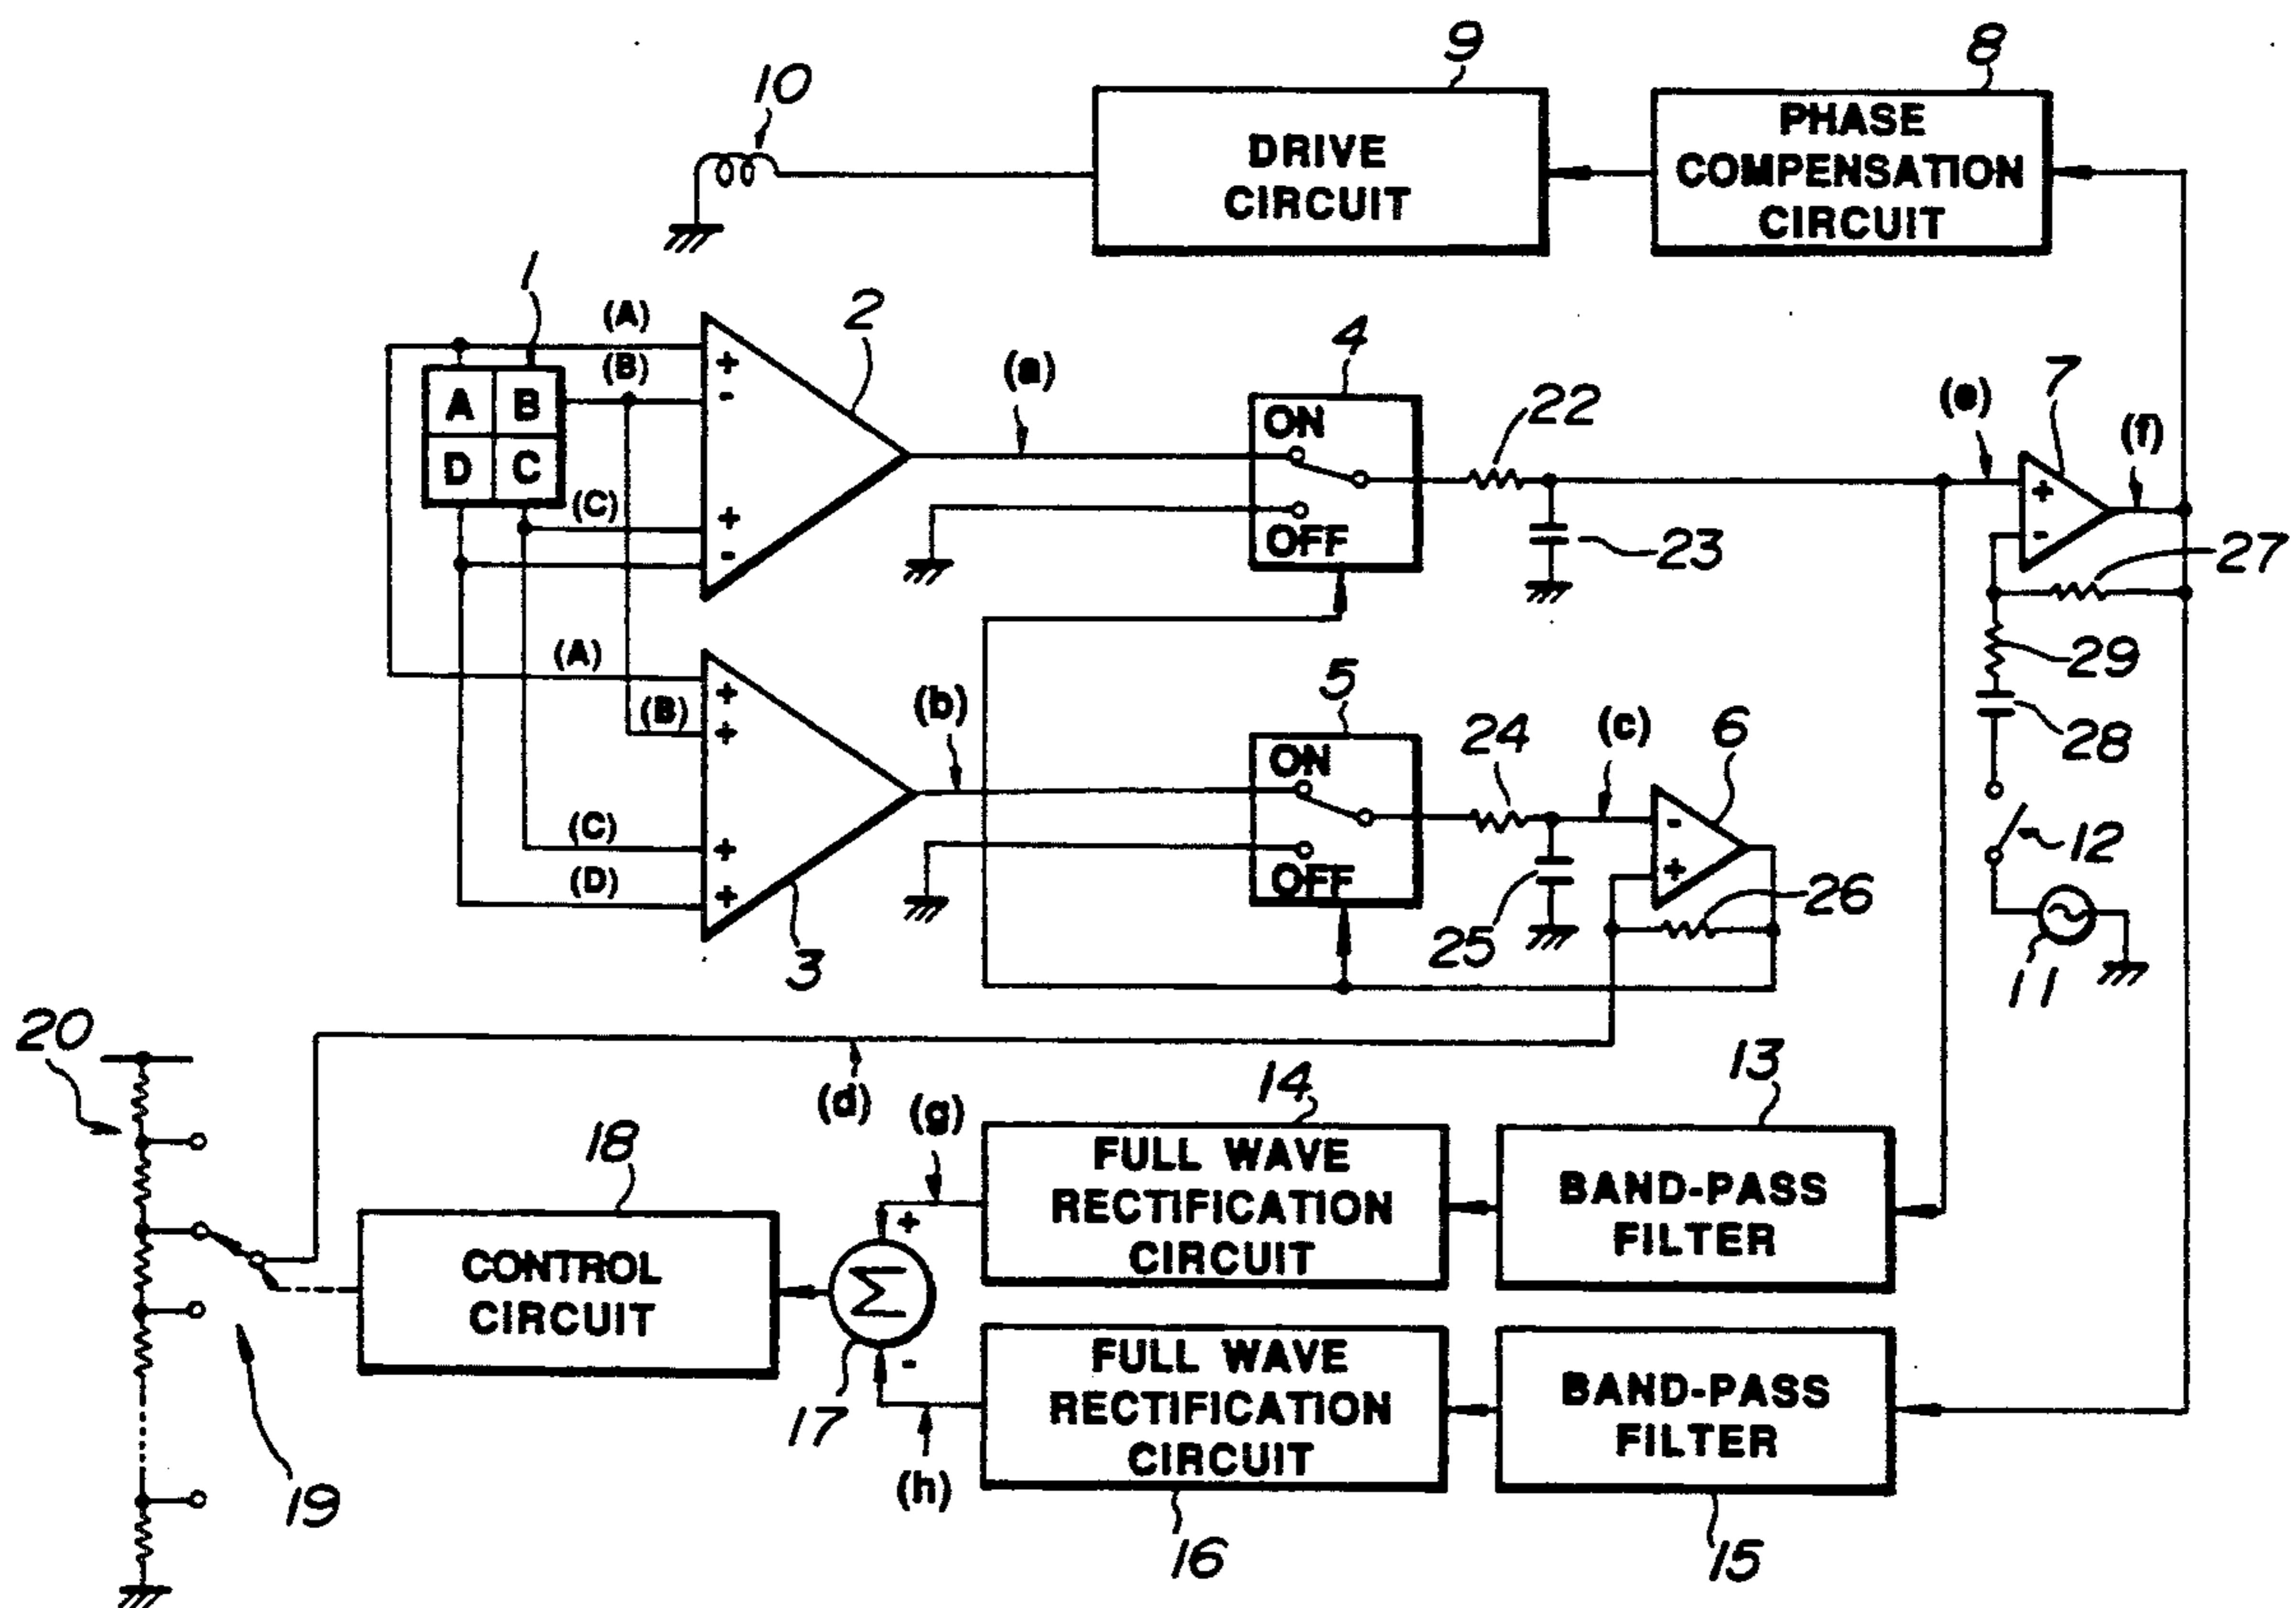 9
8
10
DRIVE
CIRCUIT
PHASE
COMPENSATION
CIRCUIT
1
(A)
(B)
2
+
-
A B
D C
(C)
+
-
(a)
4
ON
OFF
22
23
(e)
7
(f)
+
-
27
29
28
12
11
(A)
+
(B)
+
(C)
+
(D)
+
3
(b)
5
ON
OFF
24
(c)
6
-
+
25
26
20
(d)
(g)
14
13
18
FULL WAVE
RECTIFICATION
CIRCUIT
BAND-PASS
FILTER
CONTROL
CIRCUIT
+
Σ
-
17
FULL WAVE
RECTIFICATION
CIRCUIT
BAND-PASS
FILTER
19
(h)
16
15